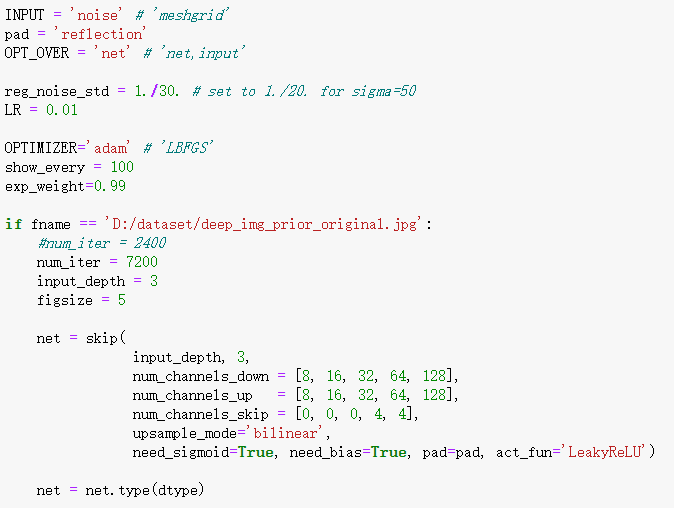 INPUT = 'noise' # 'meshgrid'
pad = 'reflection'
OPT_OVER = 'net' # 'net,input'

reg_noise_std = 1./30. # set to 1./20. for sigma=50
LR = 0.01

OPTIMIZER='adam' # 'LBFGS'
show_every = 100
exp_weight=0.99

if fname == 'D:/dataset/deep_img_prior_original.jpg':
    #num_iter = 2400
    num_iter = 7200
    input_depth = 3
    figsize = 5

    net = skip(
                input_depth, 3,
                num_channels_down = [8, 16, 32, 64, 128],
                num_channels_up   = [8, 16, 32, 64, 128],
                num_channels_skip = [0, 0, 0, 4, 4],
                upsample_mode='bilinear',
                need_sigmoid=True, need_bias=True, pad=pad, act_fun='LeakyReLU')

    net = net.type(dtype)